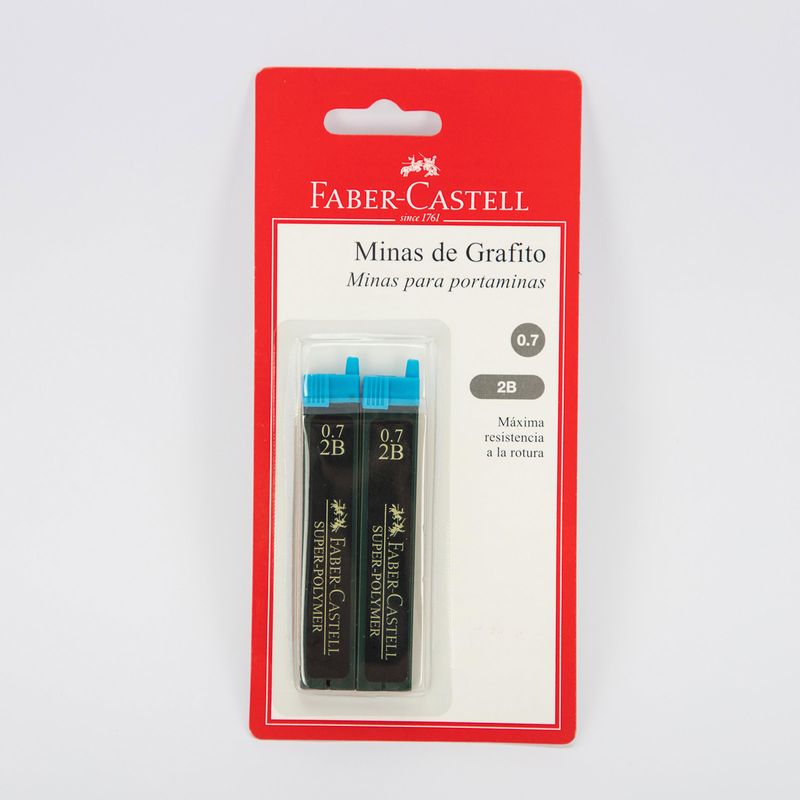 FABER-CASTELL
since 1761
Minas de Grafito
Minas para portaminas
0.7
2B
Máxima
resistencia
a la rotura
0.7
2B
FABER-CASTELL
SUPER-POLYMER
0.7
2B
FABER-CASTELL
SUPER-POLYMER